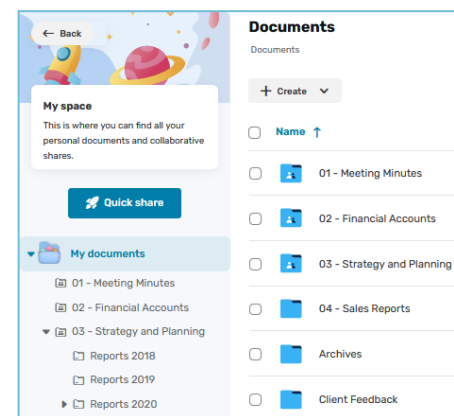 ← Back
My space
This is where you can find all your
personal documents and collaborative
shares.
Quick share
My documents
01 - Meeting Minutes
02 - Financial Accounts
03 - Strategy and Planning
Reports 2018
Reports 2019
Reports 2020
Documents
Documents
+ Create
Name ↑
01 - Meeting Minutes
02 - Financial Accounts
03 - Strategy and Planning
04 - Sales Reports
Archives
Client Feedback